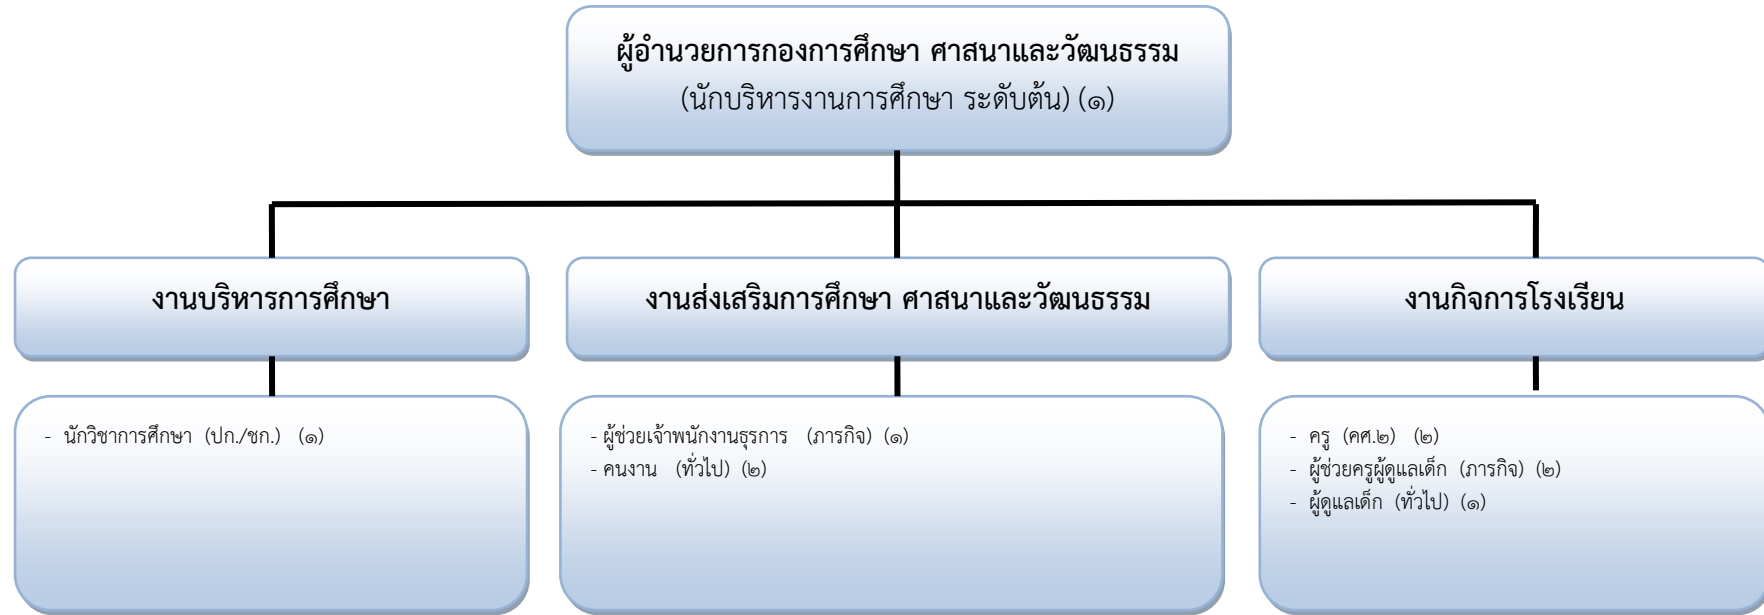 ผู้อำนวยการกองการศึกษา ศาสนาและวัฒนธรรม
(นักบริหารงานการศึกษา ระดับต้น) (๑)
งานบริหารการศึกษา
- นักวิชาการศึกษา (ปก./ชก.) (๑)
งานส่งเสริมการศึกษา ศาสนาและวัฒนธรรม
- ผู้ช่วยเจ้าพนักงานธุรการ (ภารกิจ) (๑)
- คนงาน (ทั่วไป) (๒)
งานกิจการโรงเรียน
- ครู (คศ.๒) (๒)
- ผู้ช่วยครูผู้ดูแลเด็ก (ภารกิจ) (๒)
- ผู้ดูแลเด็ก (ทั่วไป) (๑)